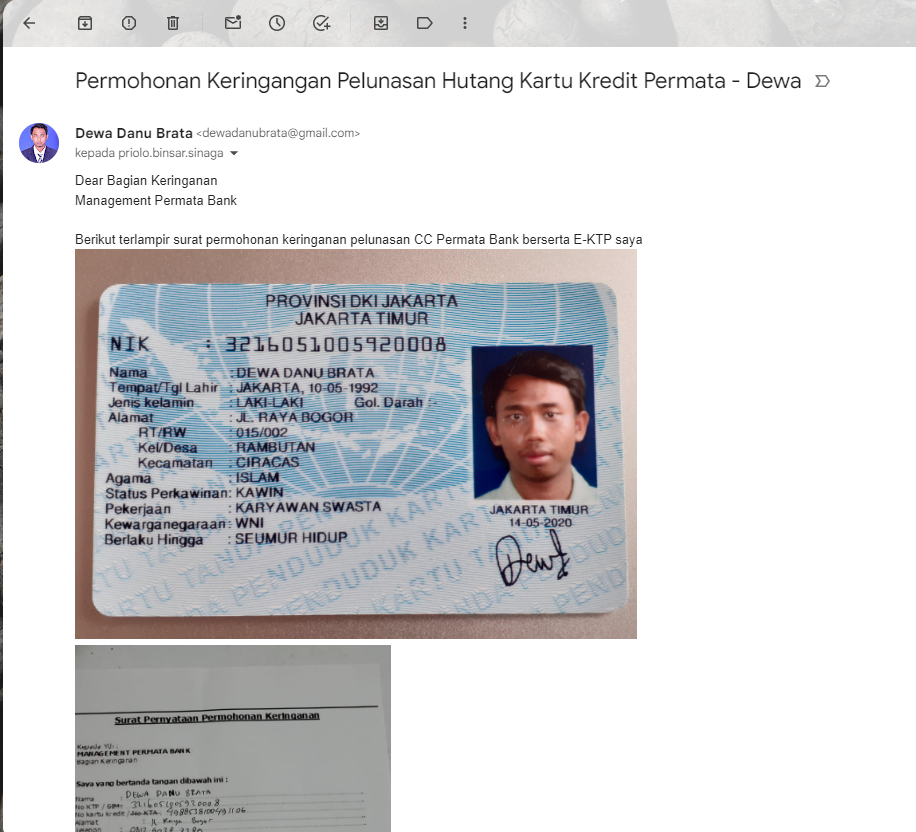 Permohonan Keringangan Pelunasan Hutang Kartu Kredit Permata - Dewa
Dewa Danu Brata <dewadanubrata@gmail.com>
kepada priolo.binsar.sinaga
Dear Bagian Keringanan
Management Permata Bank
Berikut terlampir surat permohonan keringanan pelunasan CC Permata Bank berserta E-KTP saya
PROVINSI DKI JAKARTA
JAKARTA TIMUR
NIK : 3216051005920008
Nama : DEWA DANU BRATA
Tempat/Tgl Lahir : JAKARTA, 10-05-1992
Jenis kelamin : LAKI-LAKI Gol. Darah :-
Alamat : JL. RAYA BOGOR
RT/RW : 015/002
Kel/Desa : RAMBUTAN
Kecamatan : CIRACAS
Agama : ISLAM
Status Perkawinan: KAWIN
Pekerjaan : KARYAWAN SWASTA
Kewarganegaraan: WNI
Berlaku Hingga : SEUMUR HIDUP
JAKARTA TIMUR
14-05-2020
Dewf
Surat Pernyataan Permohonan Keringanan
Kepada Yth :
MANAGEMENT PERMATA BANK
Bagian Keringanan
Saya yang bertanda tangan dibawah ini :
Nama : DEWA DANU BRATA
No KTP / SIM : 3216051005920008
No kartu kredit / No KTA :
Alamat : Jl. Raya Bogor
Telepon :